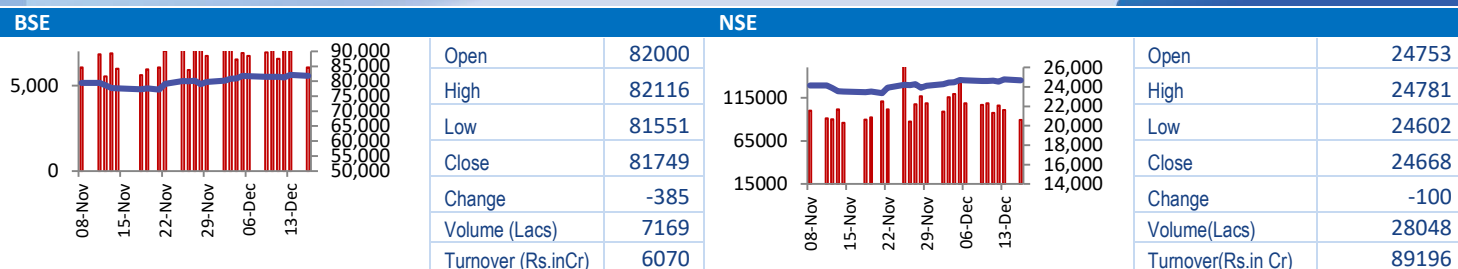 BSE
NSE
5,000
0
90,000
85,000
80,000
75,000
70,000
65,000
60,000
55,000
50,000
08-Nov
15-Nov
22-Nov
29-Nov
06-Dec
13-Dec
Open 82000
High 82116
Low 81551
Close 81749
Change -385
Volume (Lacs) 7169
Turnover (Rs.inCr) 6070
115000
65000
15000
26,000
24,000
22,000
20,000
18,000
16,000
14,000
08-Nov
15-Nov
22-Nov
29-Nov
06-Dec
13-Dec
Open 24753
High 24781
Low 24602
Close 24668
Change -100
Volume(Lacs) 28048
Turnover(Rs.in Cr) 89196